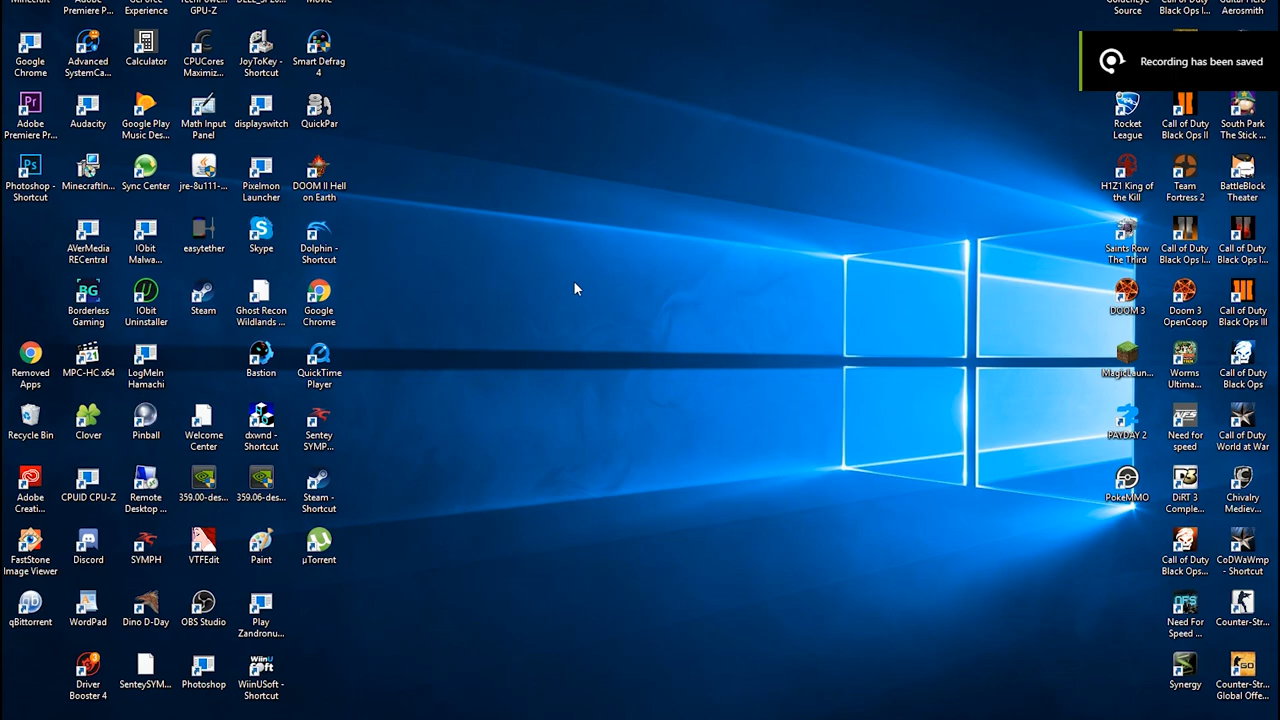 Minecraft
Adobe
Premiere P...
GeForce
Experience
TechPowe...
GPU-Z
Movie
Google
Chrome
Advanced
SystemCa...
Calculator
CPUCores
Maximiz...
JoyToKey -
Shortcut
Smart Defrag
4
Adobe
Premiere Pr...
Audacity
Google Play
Music Des...
Math Input
Panel
displayswitch
QuickPar
Photoshop -
Shortcut
MinecraftIn...
Sync Center
jre-8u111-...
Pixelmon
Launcher
DOOM II Hell
on Earth
AVerMedia
RECentral
IObit
Malwa...
easytether
Skype
Dolphin -
Shortcut
Borderless
Gaming
IObit
Uninstaller
Steam
Ghost Recon
Wildlands ...
Google
Chrome
Removed
Apps
MPC-HC x64
LogMeIn
Hamachi
Bastion
QuickTime
Player
Recycle Bin
Clover
Pinball
Welcome
Center
dxwnd -
Shortcut
Sentey
SYMP...
Adobe
Creati...
CPUID CPU-Z
Remote
Desktop ...
359.00-des...
359.06-des...
Steam -
Shortcut
FastStone
Image Viewer
Discord
SYMPH
VTFEdit
Paint
µTorrent
qBittorrent
WordPad
Dino D-Day
OBS Studio
Play
Zandronu...
Driver
Booster 4
SenteySYM...
Photoshop
WiinUSoft -
Shortcut
Goldeneye
Source
Call of Duty
Black Ops I...
Guitar Hero
Aerosmith
Recording has been saved
Rocket
League
Call of Duty
Black Ops II
South Park
The Stick ...
H1Z1 King of
the Kill
Team
Fortress 2
BattleBlock
Theater
Saints Row
The Third
Call of Duty
Black Ops I...
Call of Duty
Black Ops I...
DOOM 3
Doom 3
OpenCoop
Call of Duty
Black Ops III
MagicLaun...
Worms
Ultima...
Call of Duty
Black Ops
PAYDAY 2
Need for
speed
Call of Duty
World at War
PokeMMO
DiRT 3
Comple...
Chivalry
Mediev...
Call of Duty
Black Ops...
CoDWaWmp
- Shortcut
Need For
Speed ...
Counter-Str...
Synergy
Counter-Str...
Global Offe...